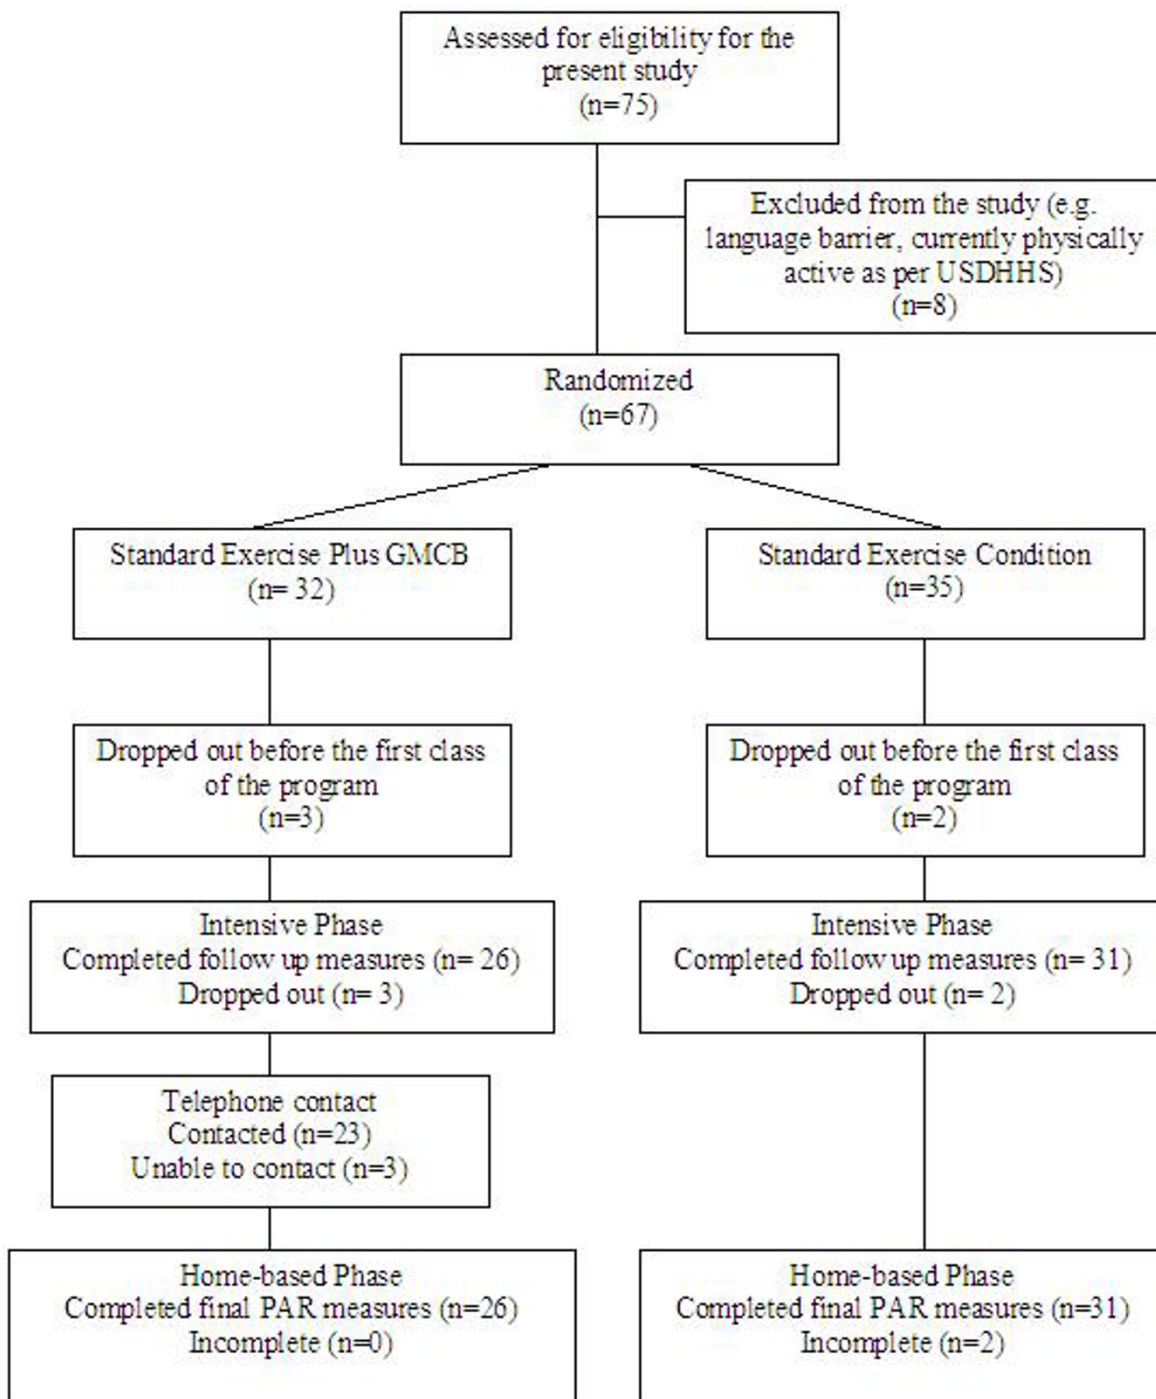 Assessed for eligibility for the
present study
(n=75)
Excluded from the study (e.g.
language barrier, currently physically
active as per USDHHS)
(n=8)
Randomized
(n=67)
Standard Exercise Plus GMCB
(n= 32)
Standard Exercise Condition
(n=35)
Dropped out before the first class
of the program
(n=3)
Dropped out before the first class
of the program
(n=2)
Intensive Phase
Completed follow up measures (n= 26)
Dropped out (n= 3)
Intensive Phase
Completed follow up measures (n= 31)
Dropped out (n= 2)
Telephone contact
Contacted (n=23)
Unable to contact (n=3)
Home-based Phase
Completed final PAR measures (n=26)
Incomplete (n=0)
Home-based Phase
Completed final PAR measures (n=31)
Incomplete (n=2)